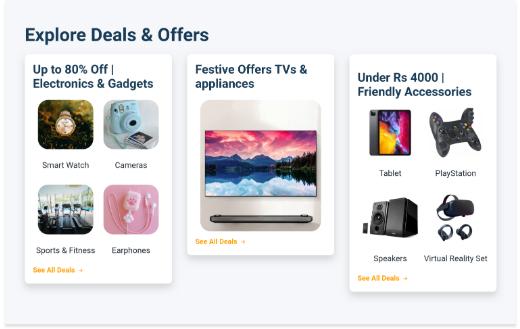 Explore Deals & Offers
Up to 80% Off |
Electronics & Gadgets
Smart Watch
Cameras
Sports & Fitness
Earphones
See All Deals →
Festive Offers TVs &
appliances
See All Deals →
Under Rs 4000 |
Friendly Accessories
Tablet
PlayStation
Speakers
Virtual Reality Set
See All Deals →